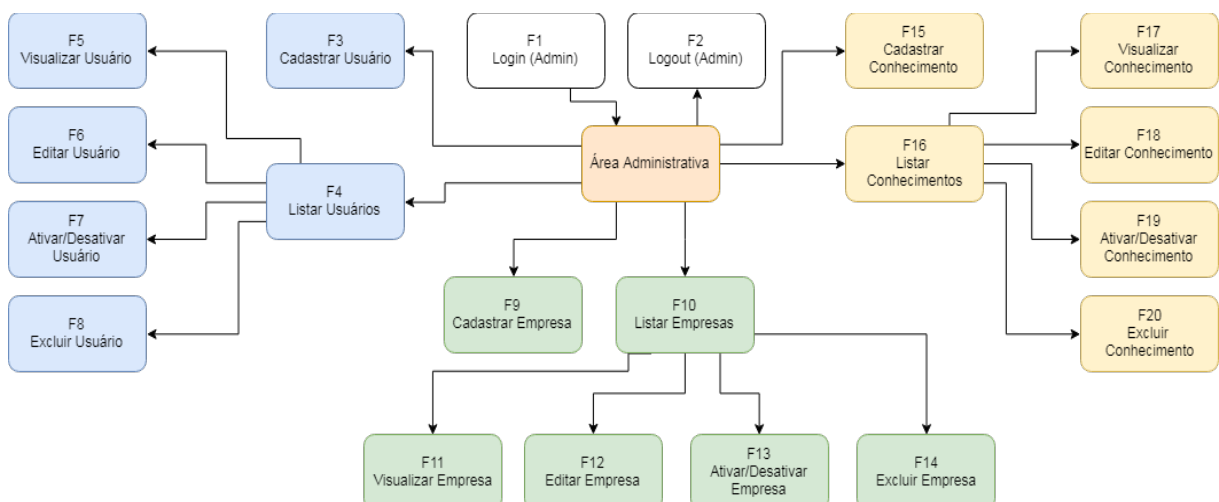 F5
Visualizar Usuário
F3
Cadastrar Usuário
F1
Login (Admin)
F2
Logout (Admin)
F15
Cadastrar
Conhecimento
F17
Visualizar
Conhecimento
F6
Editar Usuário
Área Administrativa
F16
Listar
Conhecimentos
F18
Editar Conhecimento
F4
Listar Usuários
F7
Ativar/Desativar
Usuário
F19
Ativar/Desativar
Conhecimento
F8
Excluir Usuário
F9
Cadastrar Empresa
F10
Listar Empresas
F20
Excluir
Conhecimento
F11
Visualizar Empresa
F12
Editar Empresa
F13
Ativar/Desativar
Empresa
F14
Excluir Empresa